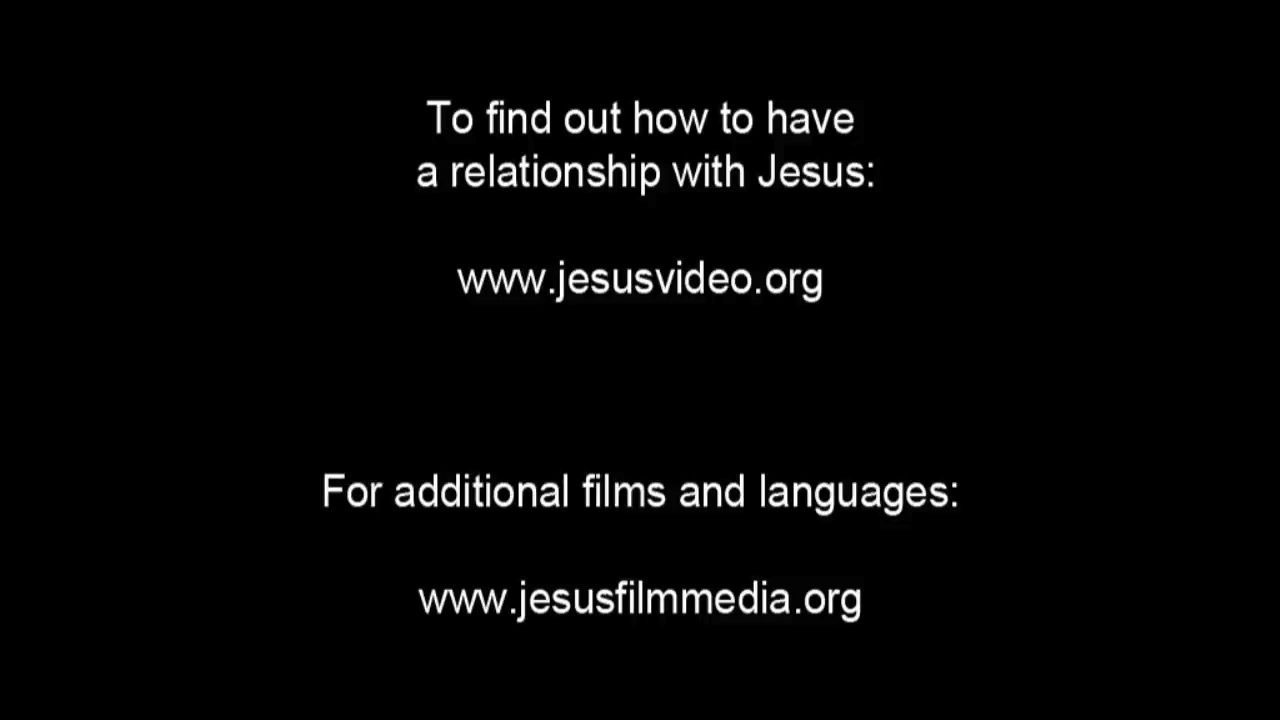 To find out how to have
a relationship with Jesus:
www.jesusvideo.org
For additional films and languages:
www.jesusfilmmedia.org